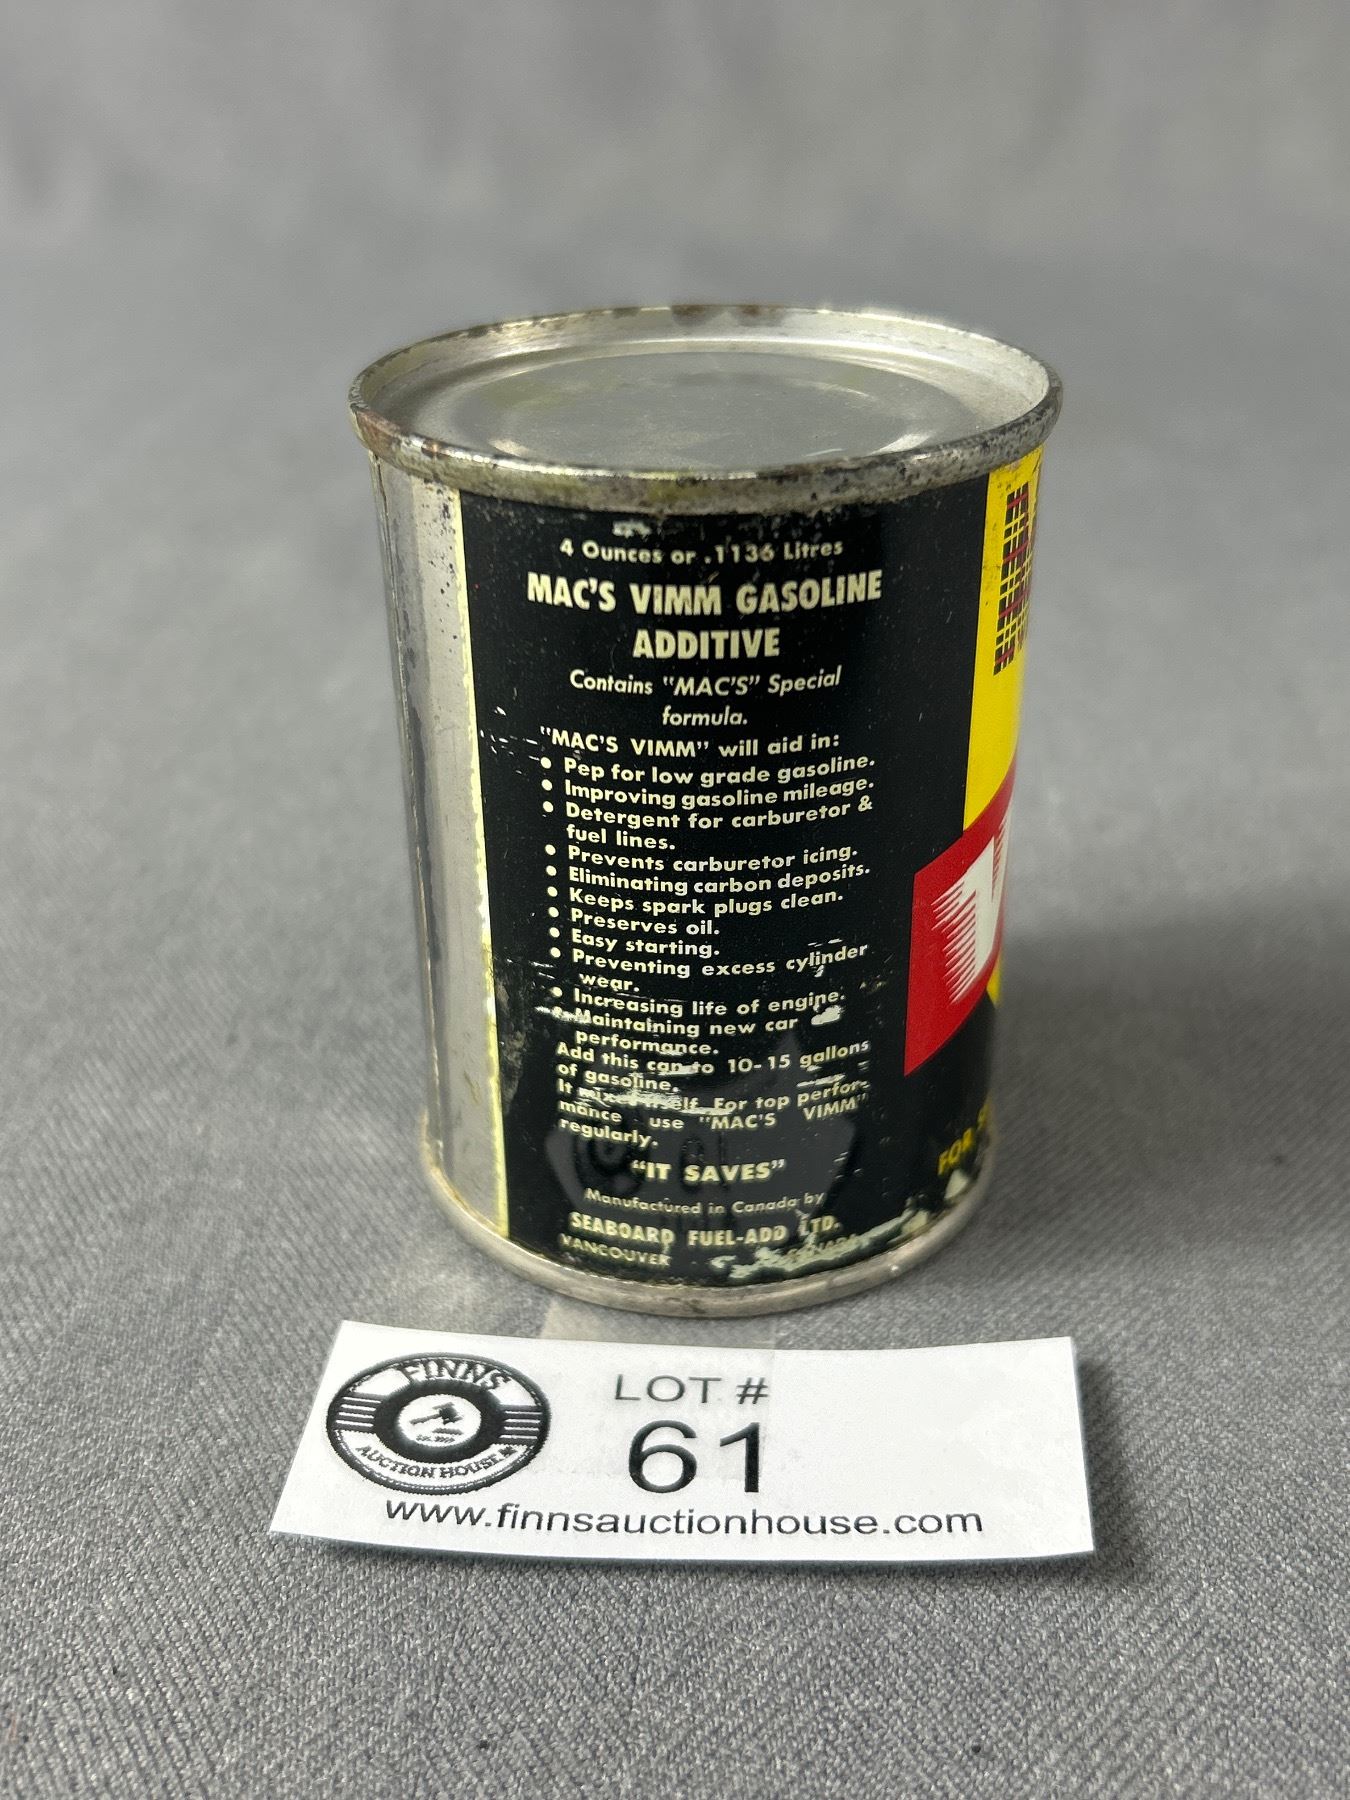 4 Ounces or .1136 Litres
MAC'S VIMM GASOLINE
ADDITIVE
Contains "MAC'S" Special
formula.
"MAC'S VIMM" will aid in:
• Pep for low grade gasoline.
• Improving gasoline mileage.
• Detergent for carburetor &
fuel lines.
• Prevents carburetor icing.
• Eliminating carbon deposits.
• Keeps spark plugs clean.
• Preserves oil.
• Easy starting.
• Preventing excess cylinder
wear.
• Increasing life of engine.
• Maintaining new car
performance.
Add this can to 10-15 gallons
of gasoline.
It mixes itself. For top perfor-
mance use "MAC'S VIMM"
regularly.
"IT SAVES"
Manufactured in Canada by
SEABOARD FUEL-ADD LTD.
VANCOUVER CANADA
V
FOR
FINNS
AUCTION HOUSE
LOT #
61
www.finnsauctionhouse.com